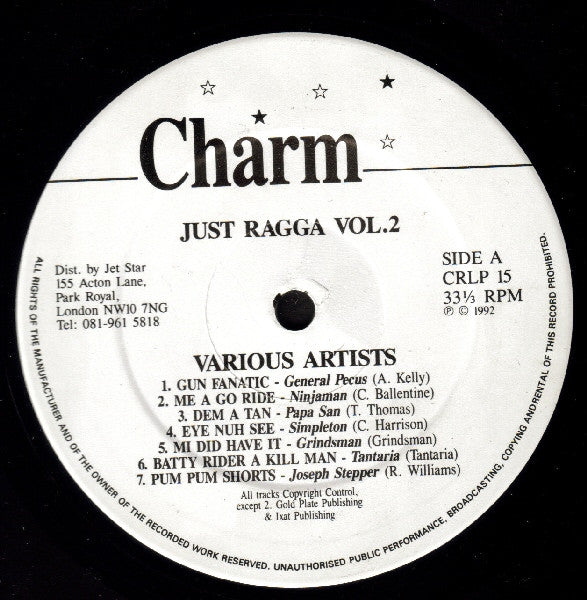 Charm
JUST RAGGA VOL.2
Dist. by Jet Star
155 Acton Lane,
Park Royal,
London NW10 7NG
Tel: 081-961 5818
SIDE A
CRLP 15
33⅓ RPM
℗ © 1992
VARIOUS ARTISTS
1. GUN FANATIC - General Pecus (A. Kelly)
2. ME A GO RIDE - Ninjaman (C. Ballentine)
3. DEM A TAN - Papa San (T. Thomas)
4. EYE NUH SEE - Simpleton (C. Harrison)
5. MI DID HAVE IT - Grindsman (Grindsman)
6. BATTY RIDER A KILL MAN - Tantaria (Tantaria)
7. PUM PUM SHORTS - Joseph Stepper (R. Williams)
All tracks Copyright Control,
except 2. Gold Plate Publishing
& Ixat Publishing
ALL RIGHTS OF THE MANUFACTURER AND OF THE OWNER OF THE RECORDED WORK RESERVED. UNAUTHORISED PUBLIC PERFORMANCE, BROADCASTING, COPYING ANDRENTAL OF THIS RECORD PROHIBITED.